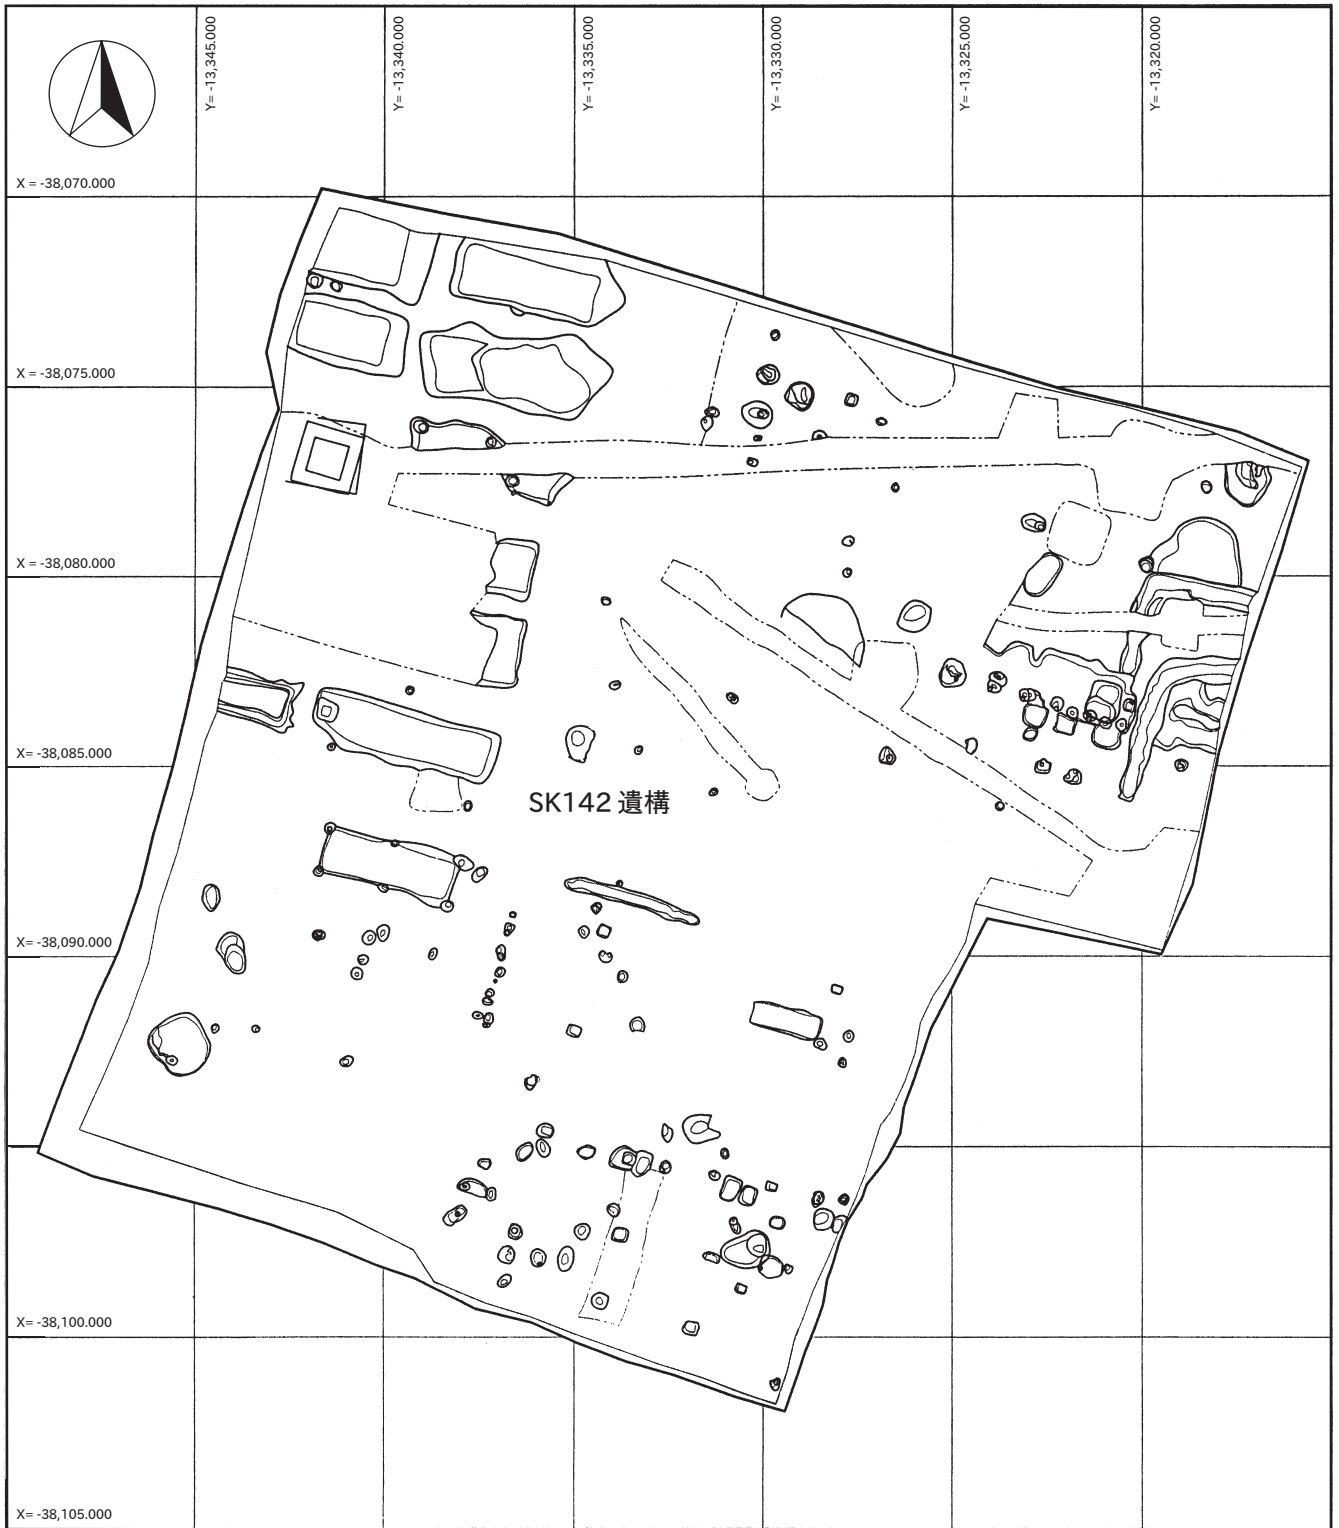 Y= -13,345.000
Y= -13,340.000
Y= -13,335.000
Y= -13,330.000
Y= -13,325.000
Y= -13,320.000
X = -38,070.000
X = -38,075.000
X = -38,080.000
X= -38,085.000
SK142 遺構
X= -38,090.000
X= -38,100.000
X= -38,105.000